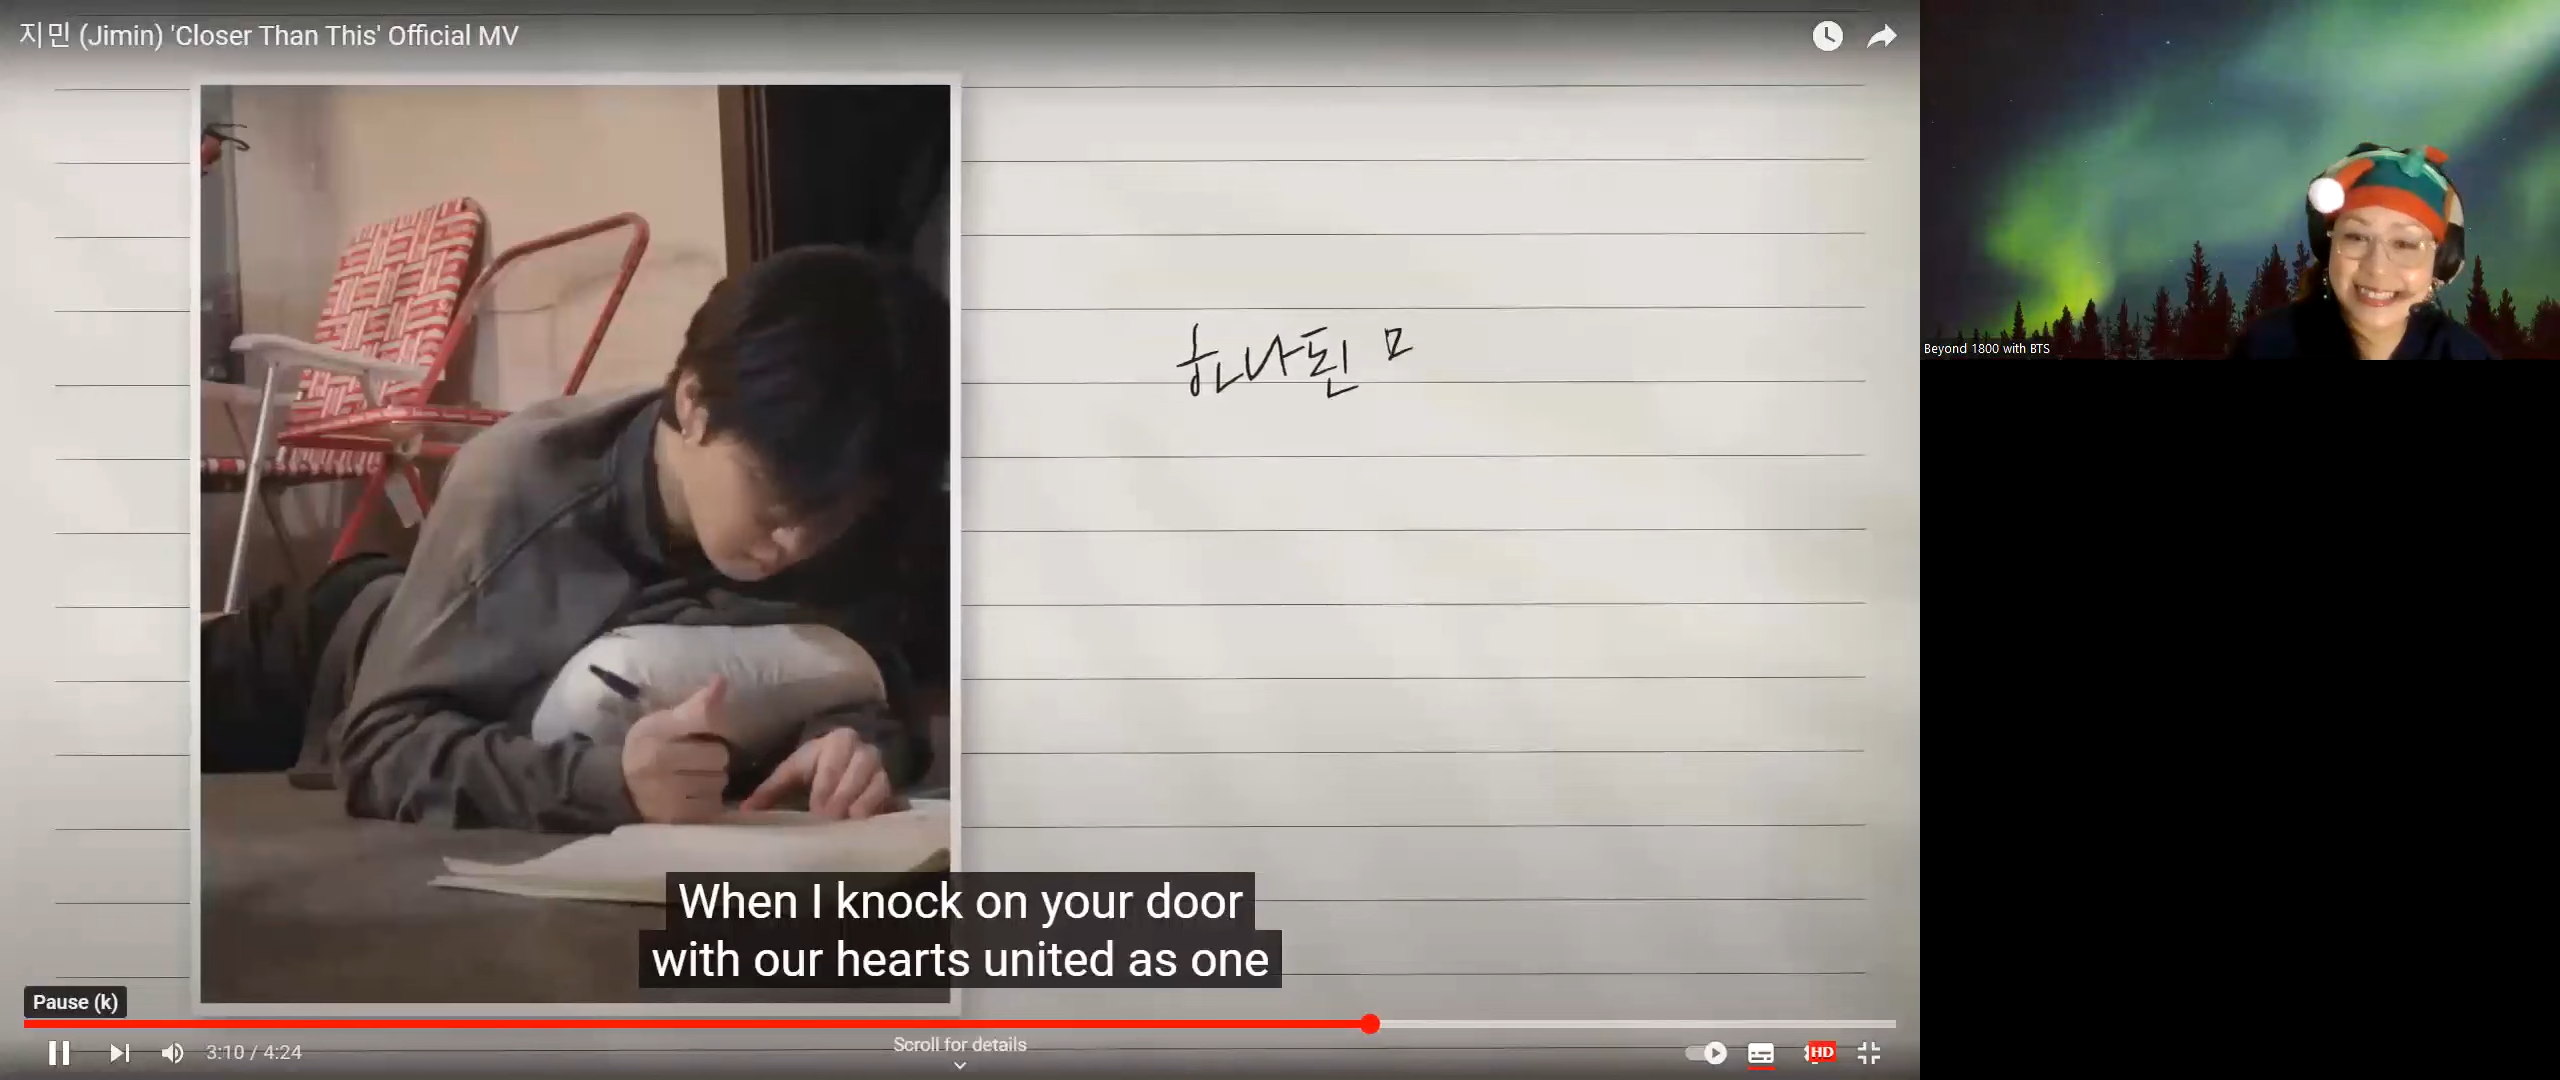 지민 (Jimin) 'Closer Than This' Official MV
Beyond 1800 with BTS
하나된 ㅁ
When I knock on your door
with our hearts united as one
Pause (k)
3:10 / 4:24
Scroll for details
HD